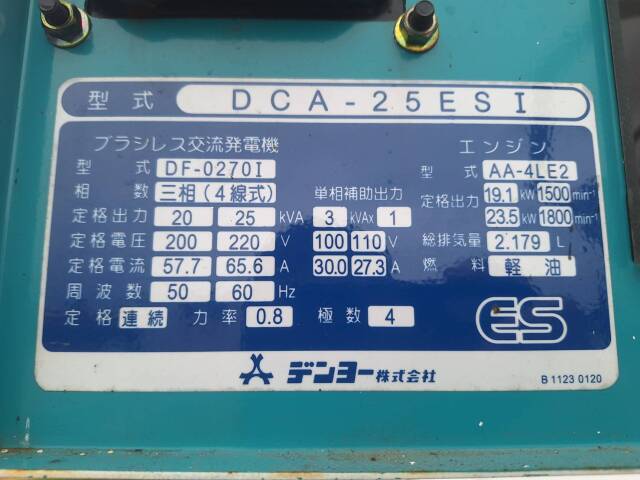 型式 DCA-25ESI
ブラシレス交流発電機
型式 DF-0270I
相数 三相(4線式) 単相補助出力
定格出力 20 25 kVA 3 kVAx 1
定格電圧 200 220 V 100 110 V
定格電流 57.7 65.6 A 30.0 27.3 A
周波数 50 60 Hz
定格 連続 力率 0.8 極数 4
エンジン
型式 AA-4LE2
定格出力 19.1 kW 1500 min⁻¹
23.5 kW 1800 min⁻¹
総排気量 2.179 L
燃料 軽油
ES
デンヨー株式会社
B 1123 0120